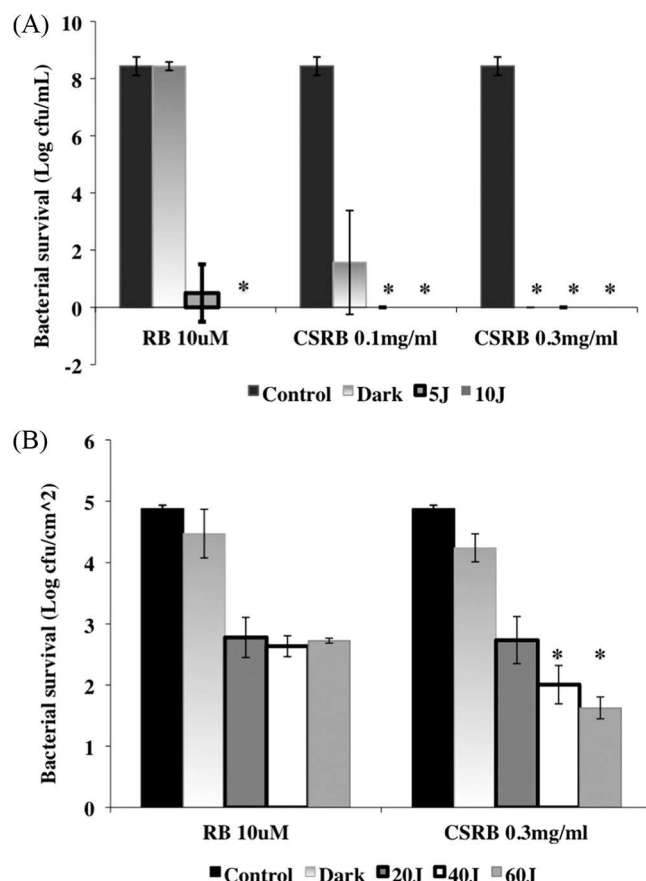 (A)
Bacterial survival (Log cfu/mL)
10
8
6
4
2
0
-2
* * * * * *
RB 10uM CSRB 0.1mg/ml CSRB 0.3mg/ml
Control Dark 5J 10J
(B)
Bacterial survival (Log cfu/cm^2)
6
5
4
3
2
1
0
* *
RB 10uM CSRB 0.3mg/ml
Control Dark 20J 40J 60J